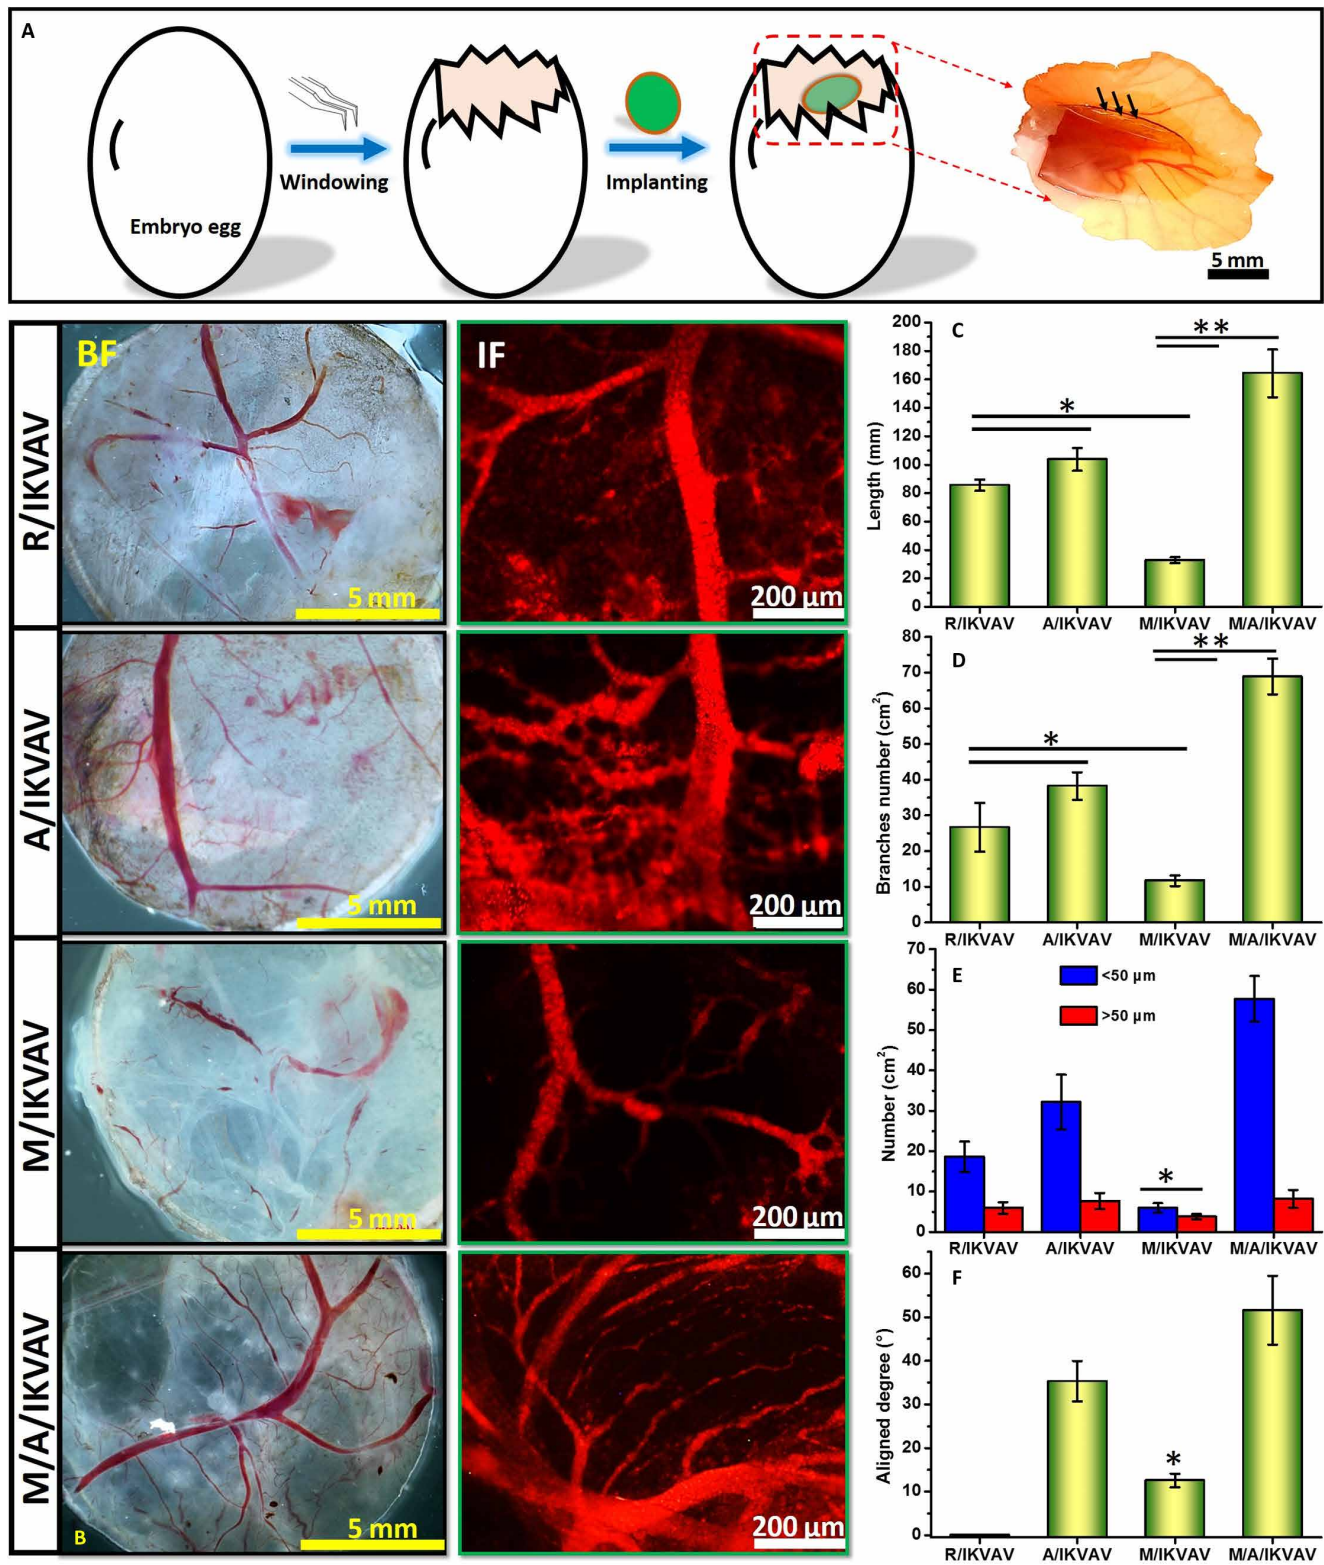 A
Embryo egg
Windowing
Implanting
5 mm
R/IKVAV
BF
5 mm
IF
200 µm
A/IKVAV
5 mm
200 µm
M/IKVAV
5 mm
200 µm
M/A/IKVAV
B
5 mm
200 µm
C
Length (mm)
200
180
160
140
120
100
80
60
40
20
0
*
**
R/IKVAV A/IKVAV M/IKVAV M/A/IKVAV
D
Branches number (cm²)
80
70
60
50
40
30
20
10
0
*
**
R/IKVAV A/IKVAV M/IKVAV M/A/IKVAV
E
Number (cm²)
70
60
50
40
30
20
10
0
<50 µm
>50 µm
*
R/IKVAV A/IKVAV M/IKVAV M/A/IKVAV
F
Aligned degree (°)
60
50
40
30
20
10
0
*
R/IKVAV A/IKVAV M/IKVAV M/A/IKVAV